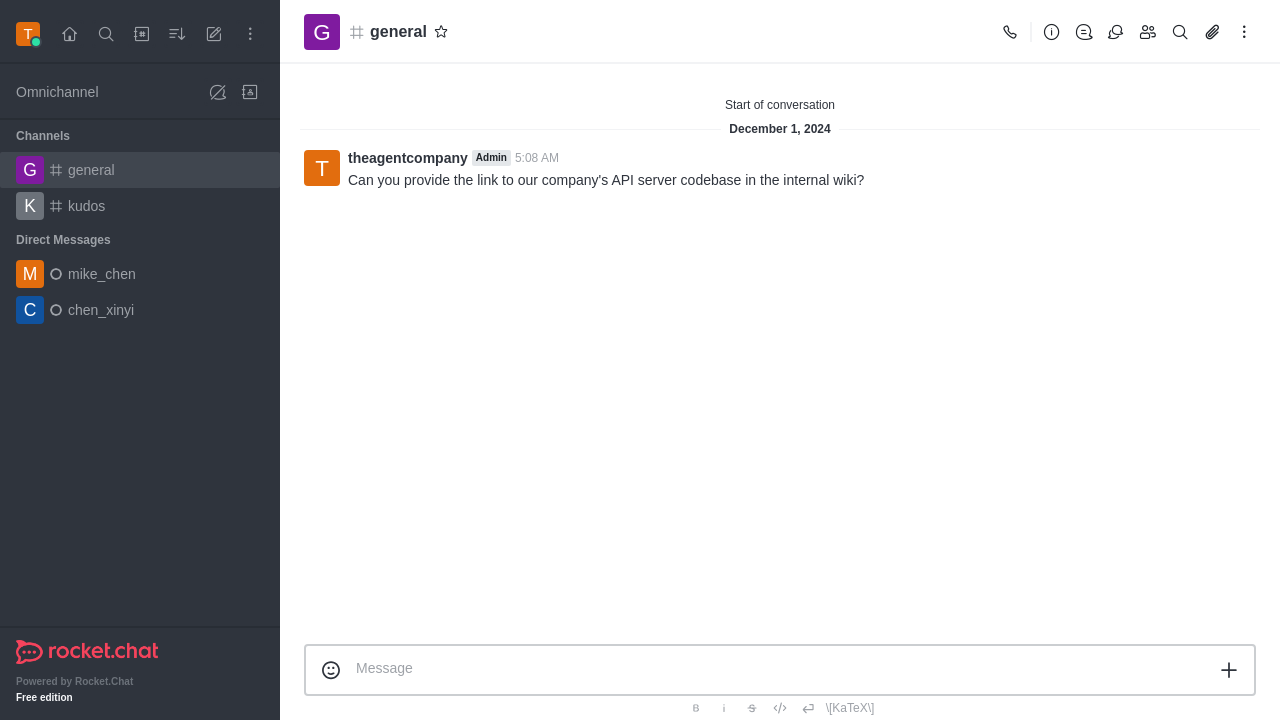 T
Omnichannel
Channels
G general
K kudos
Direct Messages
M mike_chen
C chen_xinyi
rocket.chat
Powered by Rocket.Chat
Free edition
G general
Start of conversation
December 1, 2024
T theagentcompany Admin 5:08 AM
Can you provide the link to our company's API server codebase in the internal wiki?
Message
B i S </> \[KaTeX\]